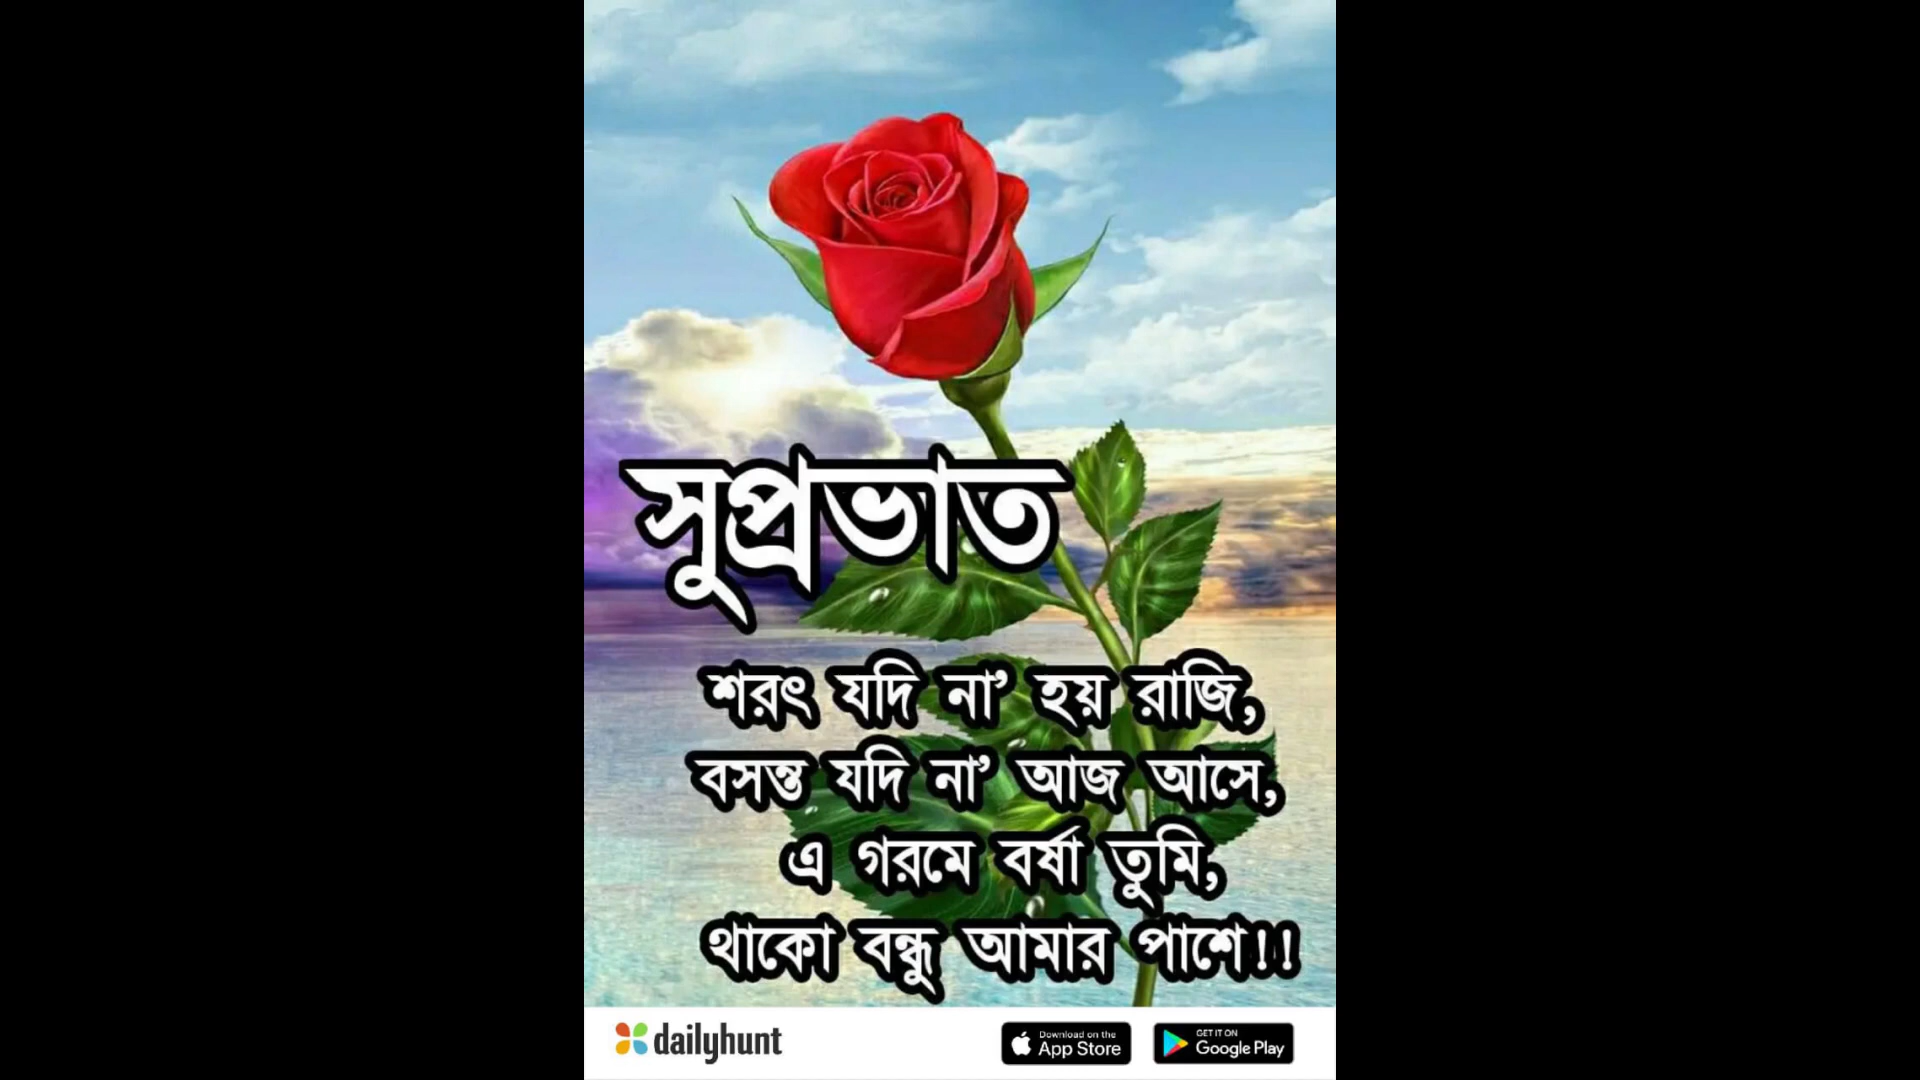 সুপ্রভাত
শরৎ যদি না' হয় রাজি,
বসন্ত যদি না' আজ আসে,
এ গরমে বর্ষা তুমি,
থাকো বন্ধু আমার পাশে!!
dailyhunt
Download on the
App Store
GET IT ON
Google Play